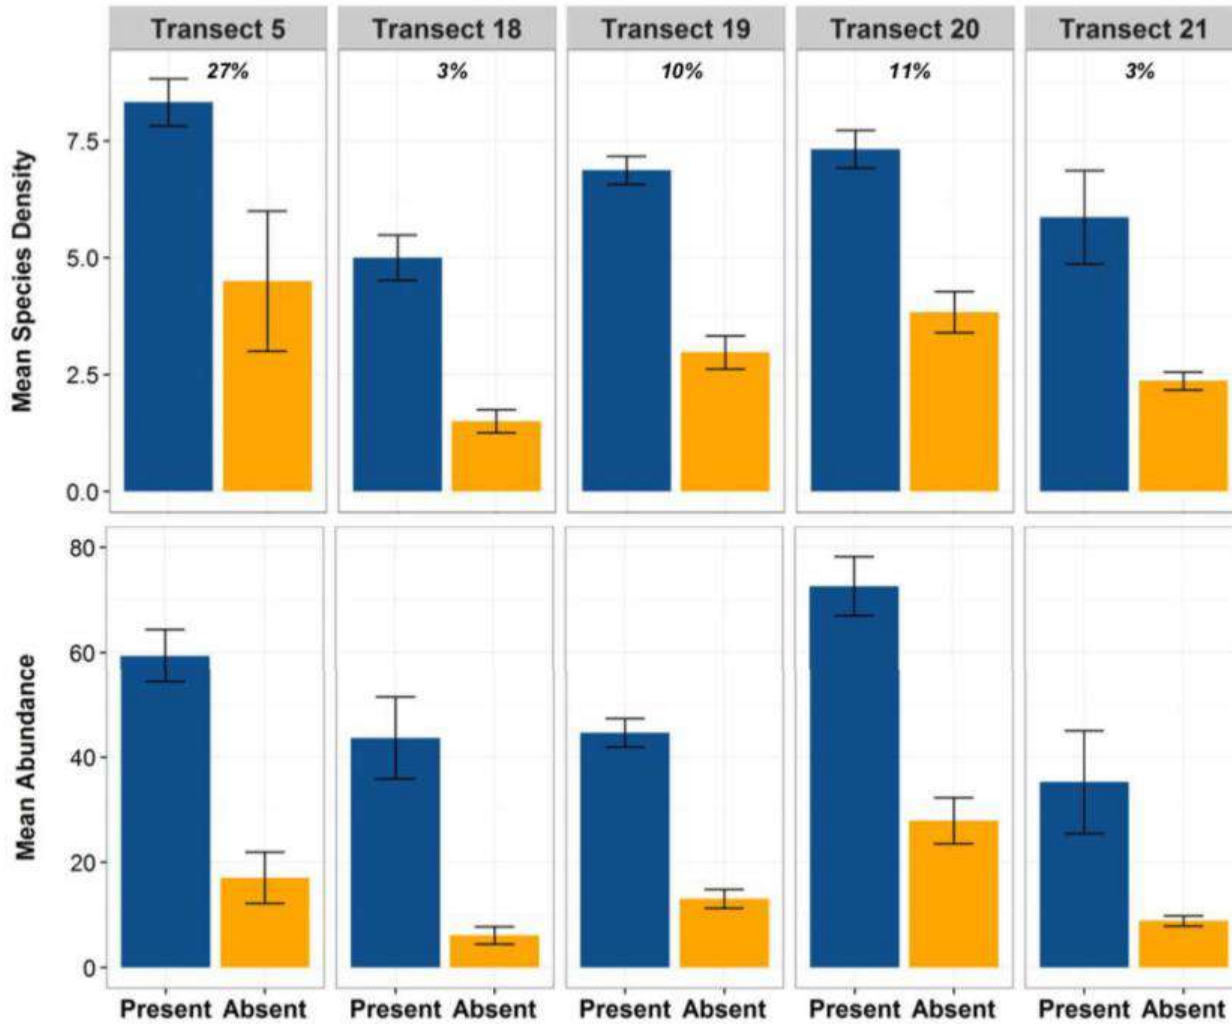 Transect 5 Transect 18 Transect 19 Transect 20 Transect 21
27% 3% 10% 11% 3%
Mean Species Density
7.5
5.0
2.5
0.0
Mean Abundance
80
60
40
20
0
Present Absent Present Absent Present Absent Present Absent Present Absent